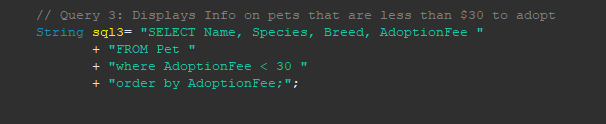 // Query 3: Displays Info on pets that are less than $30 to adopt
String sql3= "SELECT Name, Species, Breed, AdoptionFee "
+ "FROM Pet "
+ "where AdoptionFee < 30 "
+ "order by AdoptionFee;";